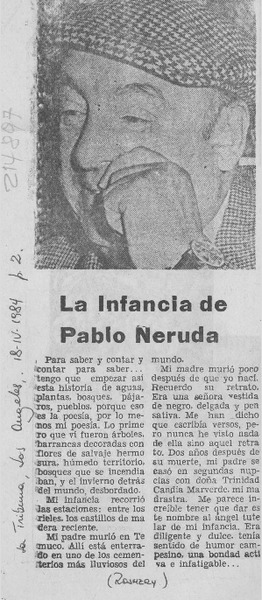 214897
La Tribuna, Los Angeles, 18-IV-1984 p. 2.
La Infancia de
Pablo Neruda
Para saber y contar y
contar para saber...
tengo que empezar así
esta historia de aguas,
plantas, bosques, pája-
ros, pueblos, porque eso
es la poesía, por lo me-
nos mi poesía. Lo prime-
ro que vi fueron árboles,
barrancas decoradas con
flores de salvaje hermo
sura, húmedo territorio,
bosques que se incendia
ban, y el invierno detrás
del mundo, desbordado.
Mi infancia recorrió
las estaciones: entre los
rieles, los castillos de ma
dera reciente.
Mi padre murió en Te
muco. Allí está enterra-
do en uno de los cemen-
terios más lluviosos del
mundo.
Mi madre murió poco
después de que yo nací.
Recuerdo su retrato.
Era una señora vestida
de negro, delgada y pen
sativa. Me han dicho
que escribía versos, pe-
ro nunca he visto nada
de ella sino aquel retra
to. Dos años después de
su muerte, mi padre se
casó en segundas nup-
cias con doña Trinidad
Candia Marverde, mi ma
drastra. Me parece in-
creíble tener que dar es
te nombre al ángel tute
lar de mi infancia. Era
diligente y dulce, tenía
sentido de humor cam-
pesino, una bondad acti
va e infatigable...